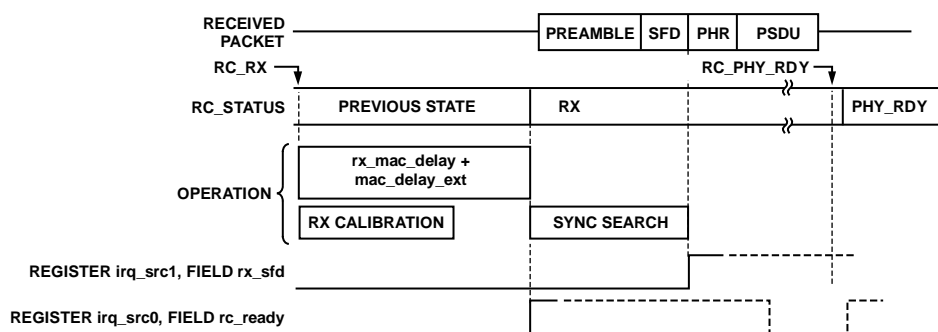 RECEIVED
PACKET
PREAMBLE
SFD
PHR
PSDU
RC_RX
RC_PHY_RDY
RC_STATUS
PREVIOUS STATE
RX
PHY_RDY
OPERATION
rx_mac_delay +
mac_delay_ext
RX CALIBRATION
SYNC SEARCH
REGISTER irq_src1, FIELD rx_sfd
REGISTER irq_src0, FIELD rc_ready